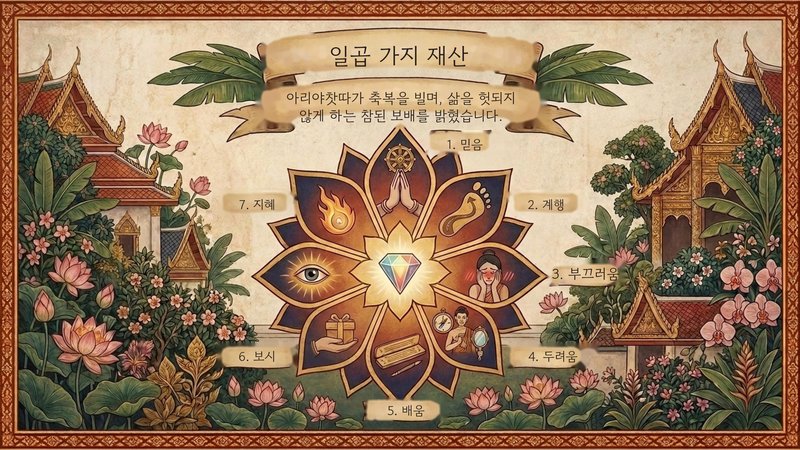 일곱 가지 재산
아리야찻따가 축복을 빌며, 삶을 헛되지
않게 하는 참된 보배를 밝혔습니다.
1. 믿음
2. 계행
3. 부끄러움
4. 두려움
5. 배움
6. 보시
7. 지혜